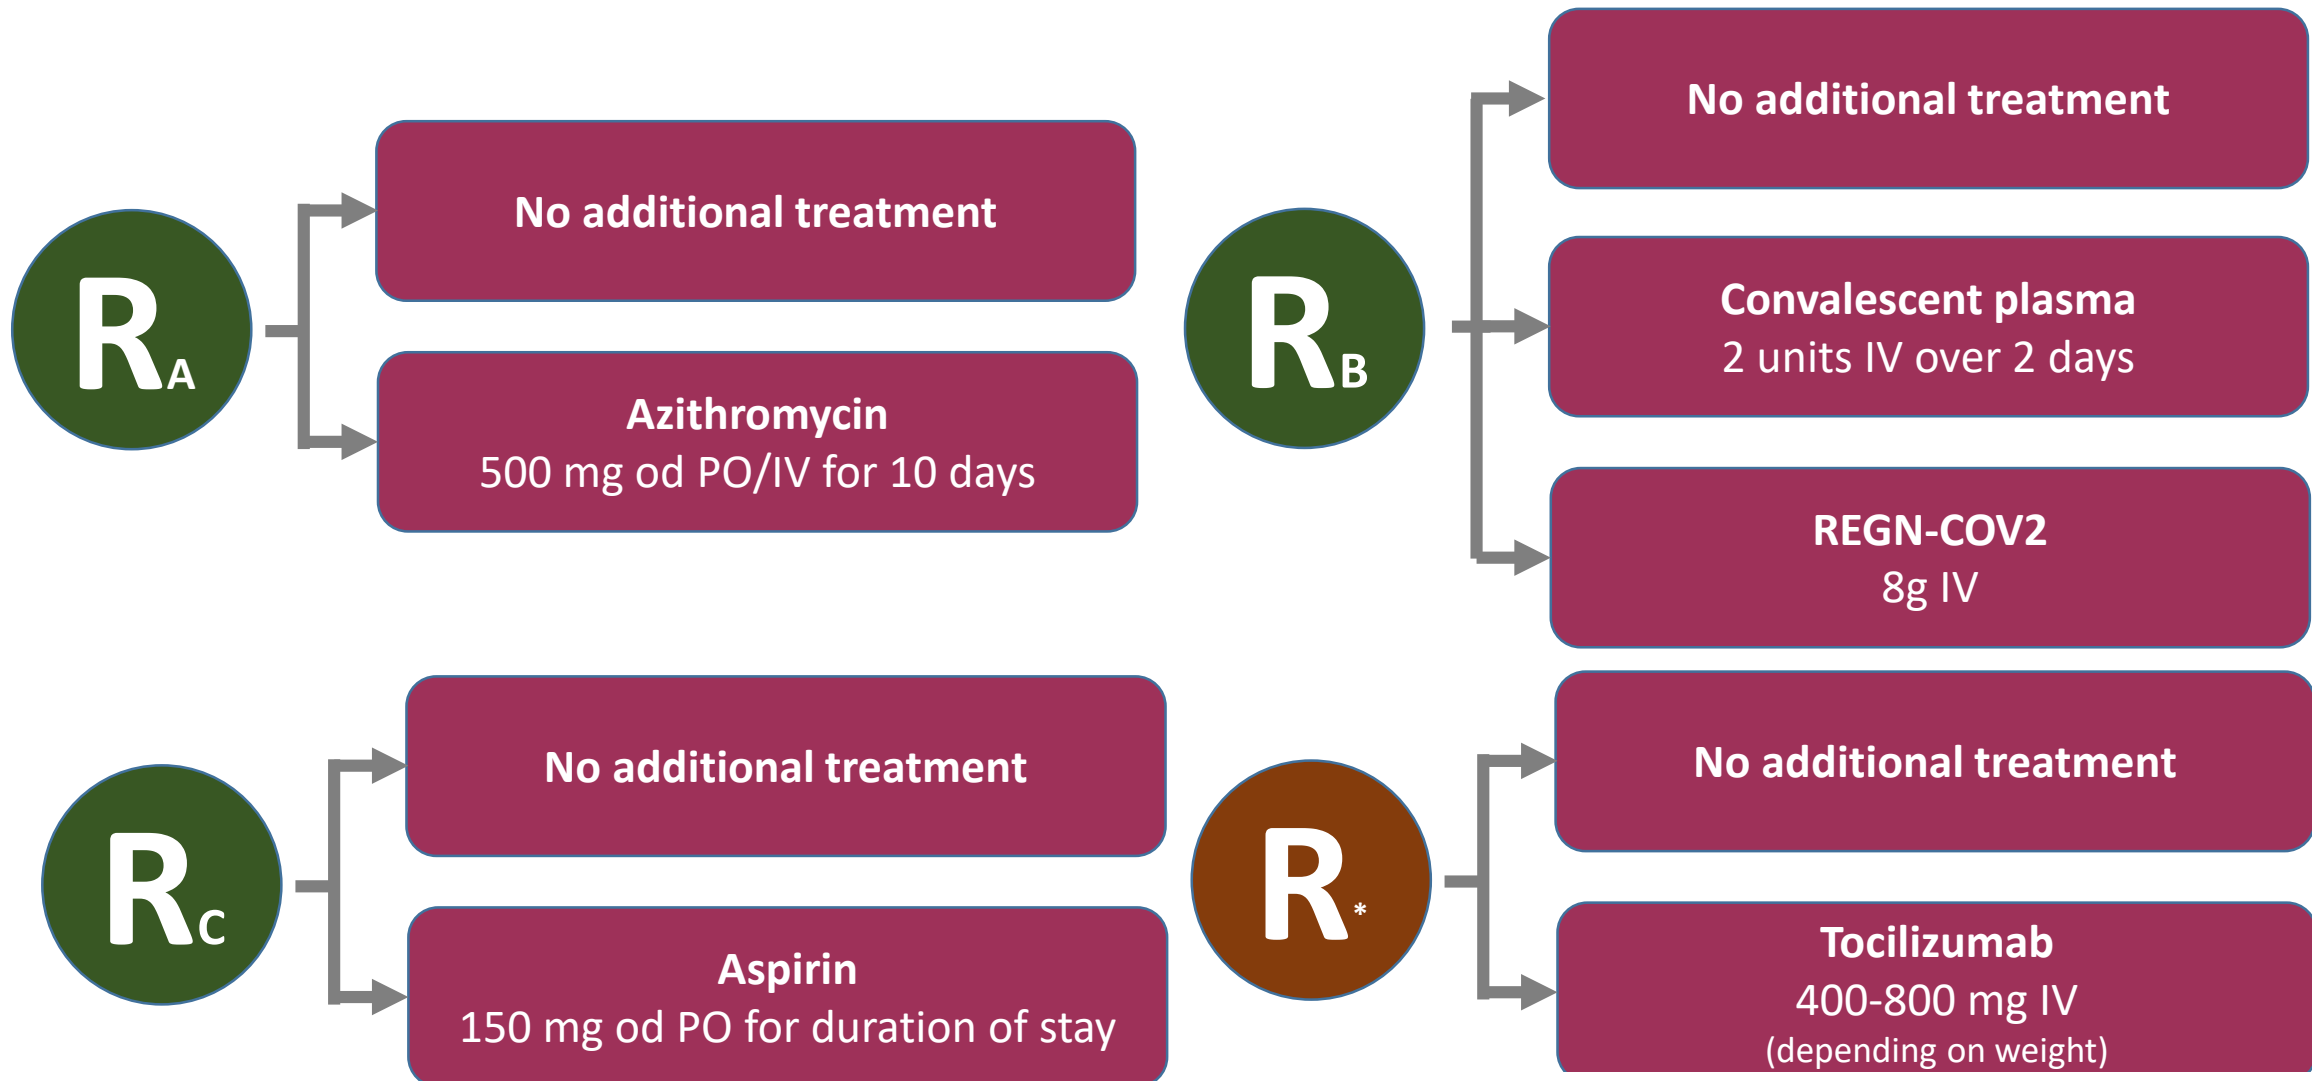 RA
No additional treatment
Azithromycin
500 mg od PO/IV for 10 days
RB
No additional treatment
Convalescent plasma
2 units IV over 2 days
REGN-COV2
8g IV
RC
No additional treatment
Aspirin
150 mg od PO for duration of stay
R*
No additional treatment
Tocilizumab
400-800 mg IV
(depending on weight)